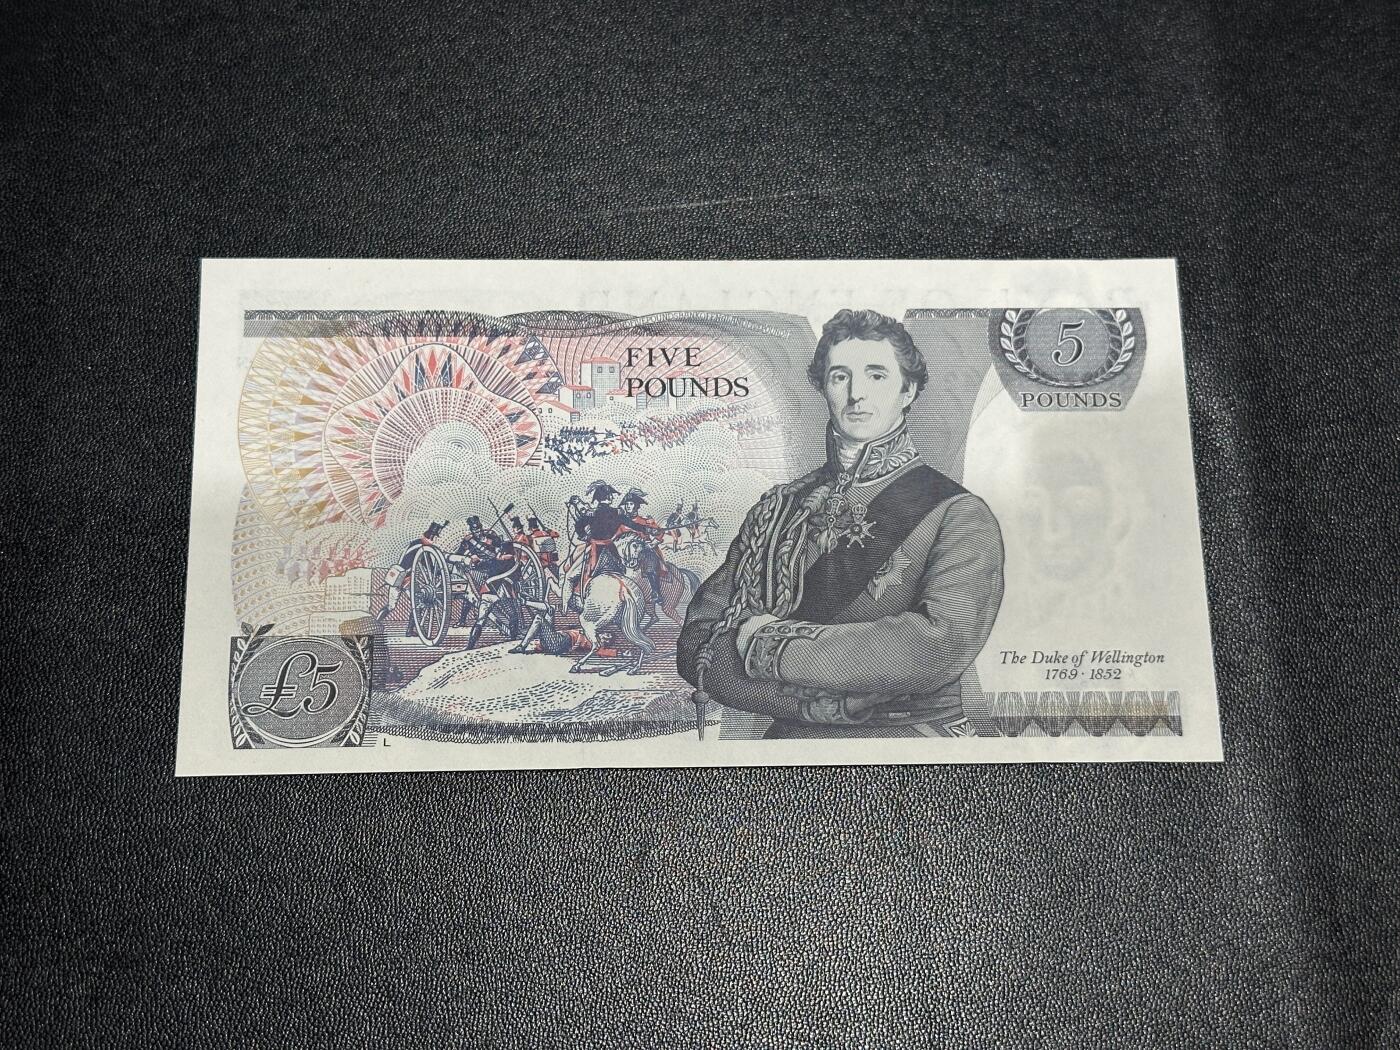 FIVE
POUNDS
5
POUNDS
The Duke of Wellington
1769 · 1852
£5
L